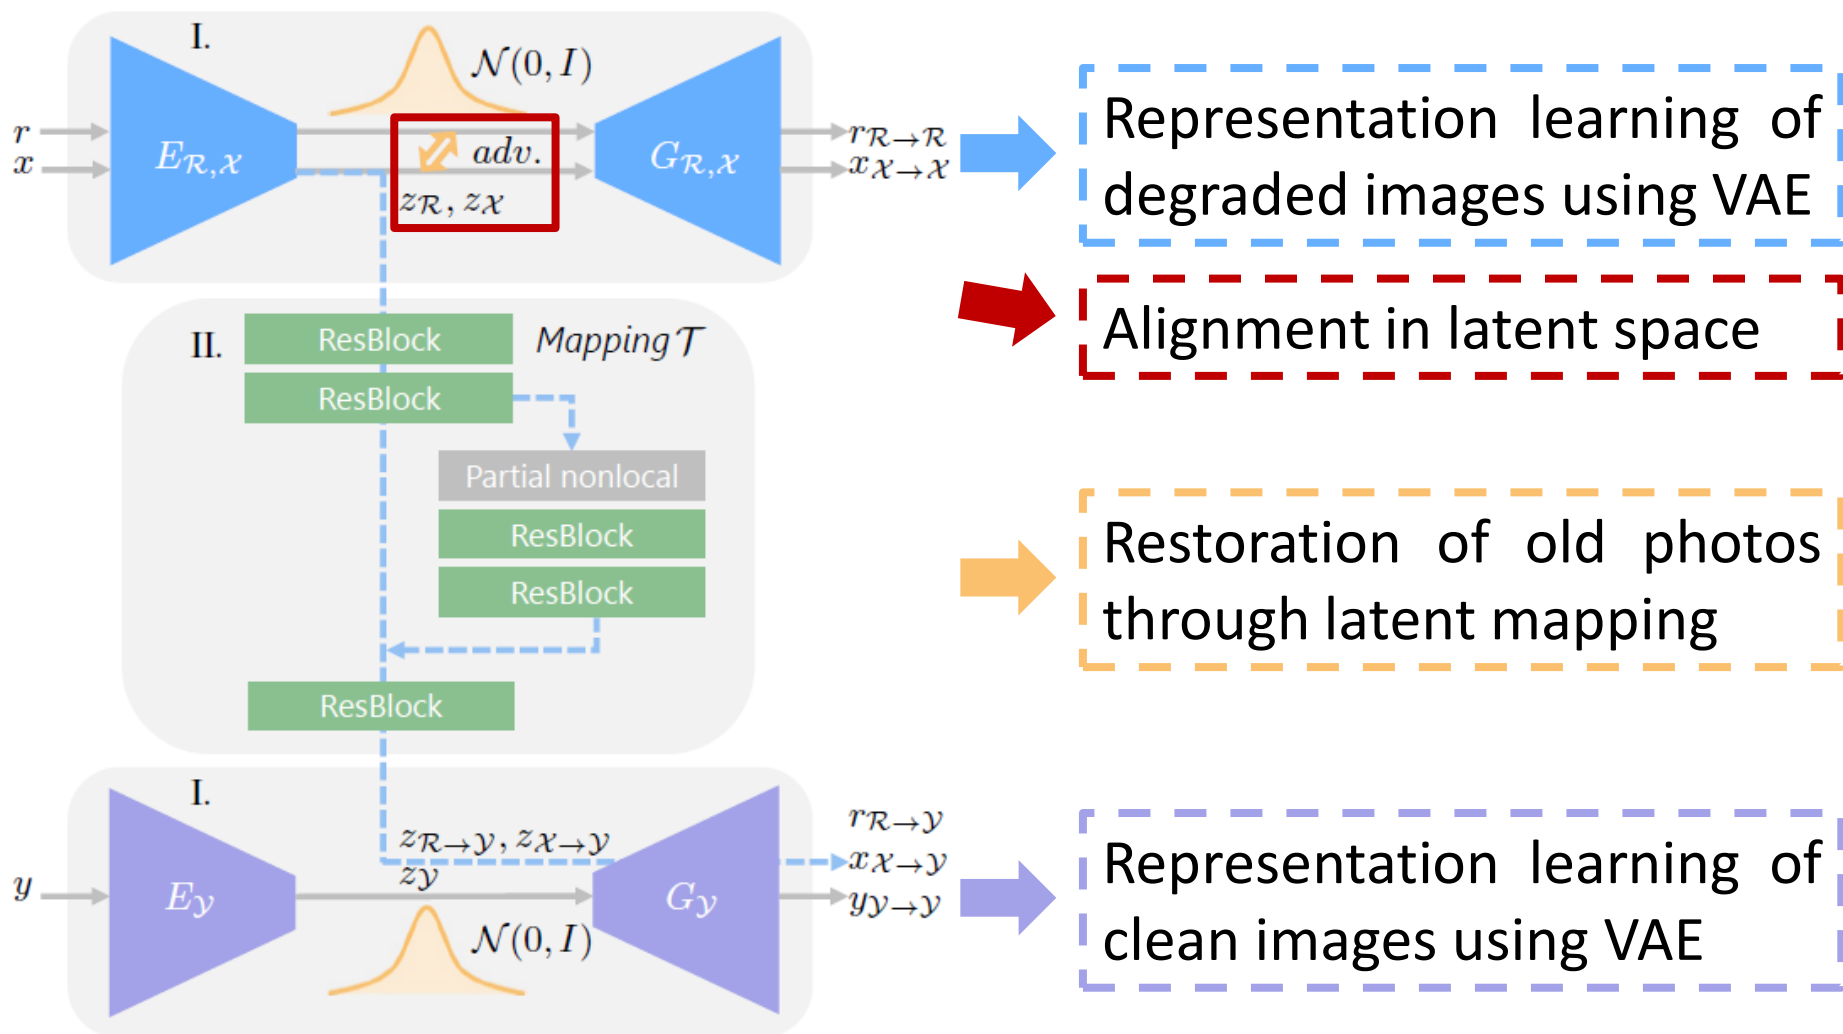 I.
𝒩(0, I)
r
x
E_{ℛ,𝒳}
adv.
z_ℛ, z_𝒳
G_{ℛ,𝒳}
r_{ℛ→ℛ}
x_{𝒳→𝒳}
Representation learning of
degraded images using VAE
Alignment in latent space
II.
ResBlock
Mapping 𝒯
ResBlock
Partial nonlocal
ResBlock
ResBlock
ResBlock
Restoration of old photos
through latent mapping
I.
y
E_𝒴
z_{ℛ→𝒴}, z_{𝒳→𝒴}
z_𝒴
𝒩(0, I)
G_𝒴
r_{ℛ→𝒴}
x_{𝒳→𝒴}
y_{𝒴→𝒴}
Representation learning of
clean images using VAE